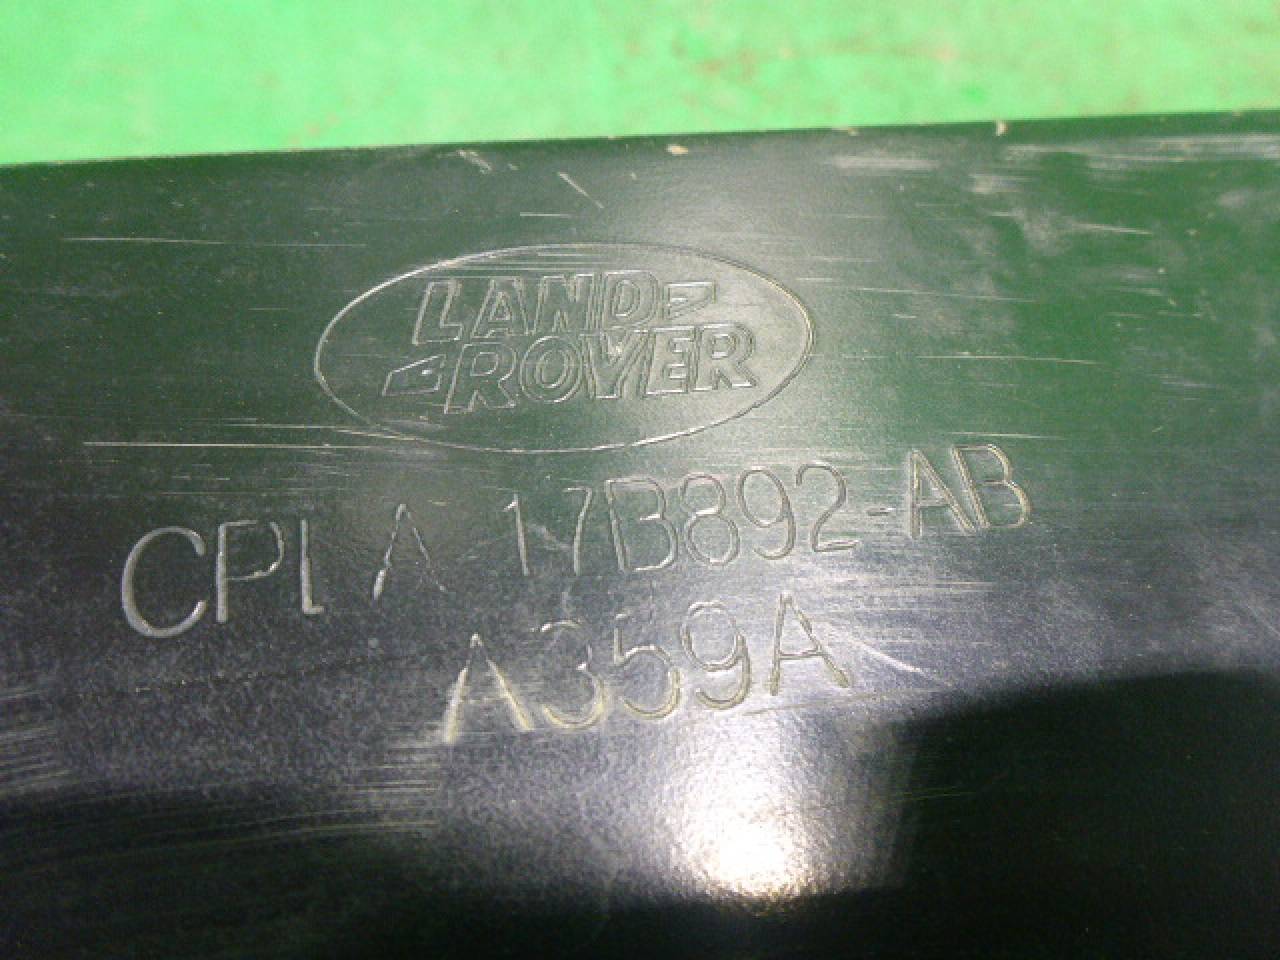 LAND
ROVER
CPLA 17B892-AB
A359A